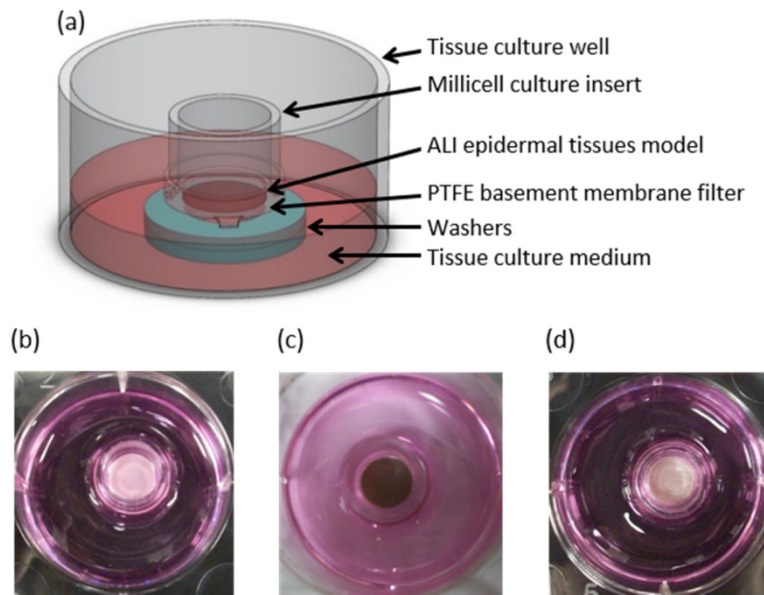 (a)
Tissue culture well
Millicell culture insert
ALI epidermal tissues model
PTFE basement membrane filter
Washers
Tissue culture medium
(b)
(c)
(d)